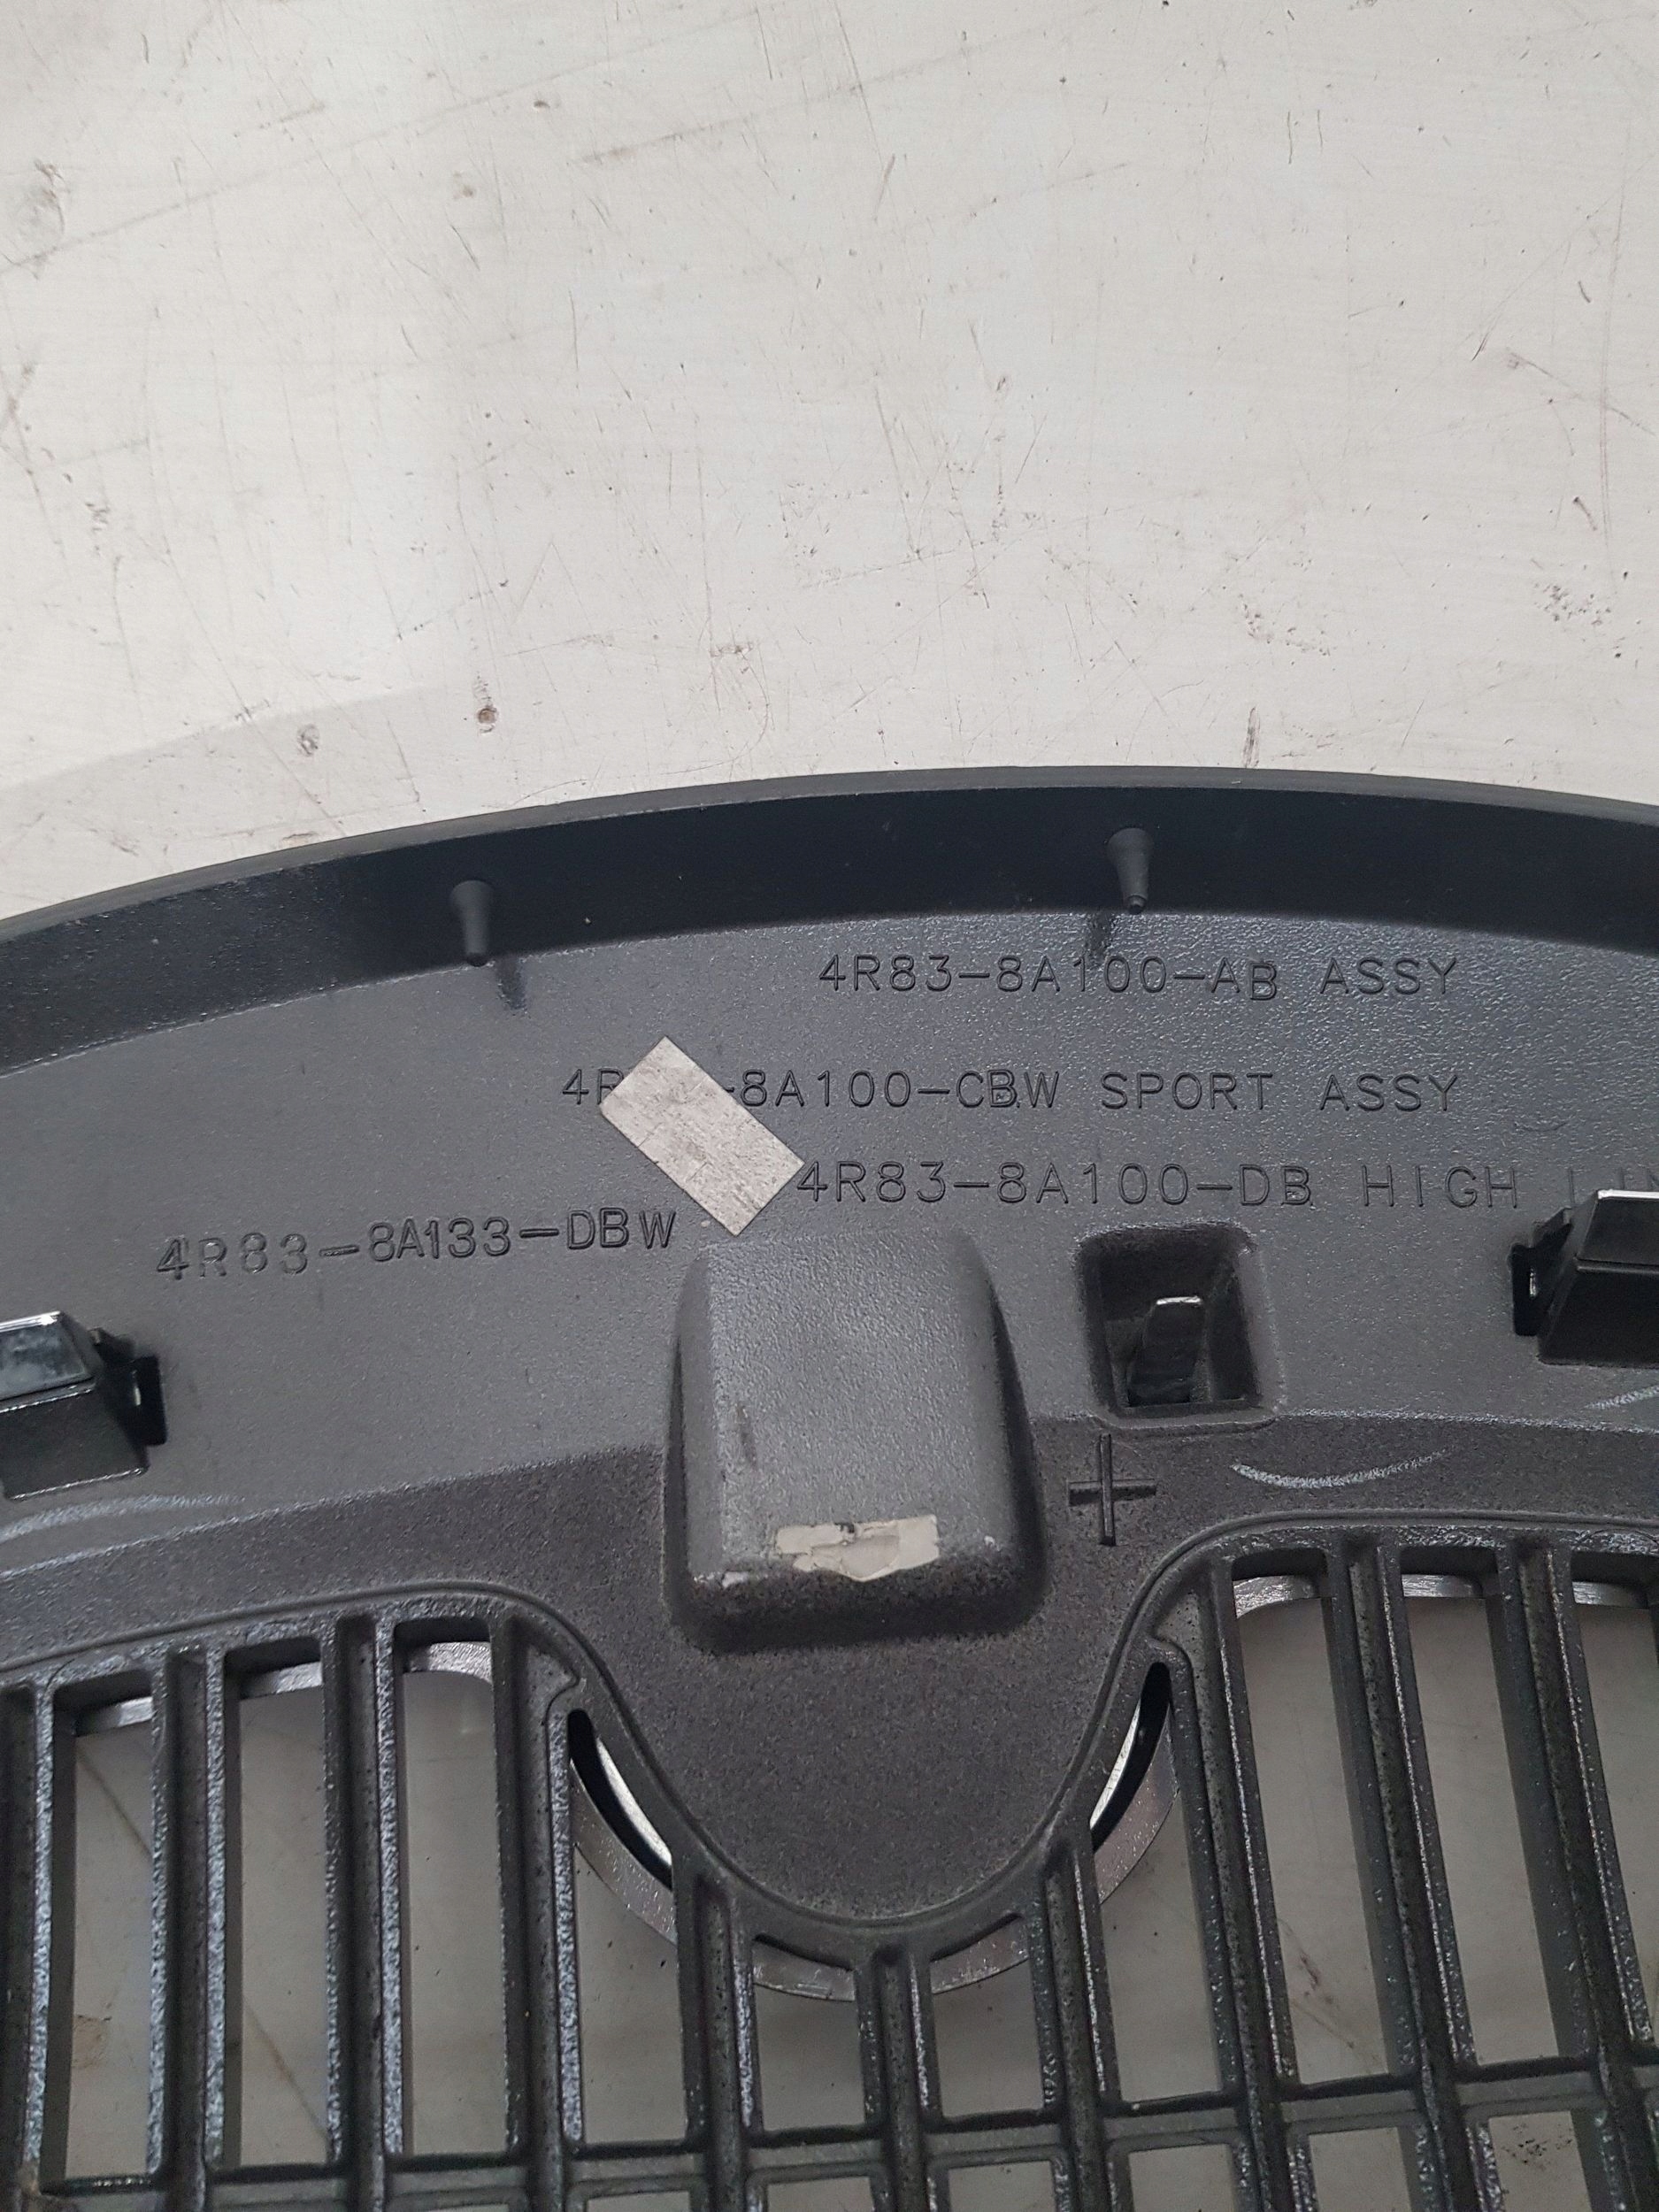 4R83-8A100-AB ASSY
-8A100-CBW SPORT ASSY
4R83-8A100-DB HIGH
4R83-8A133-DBW